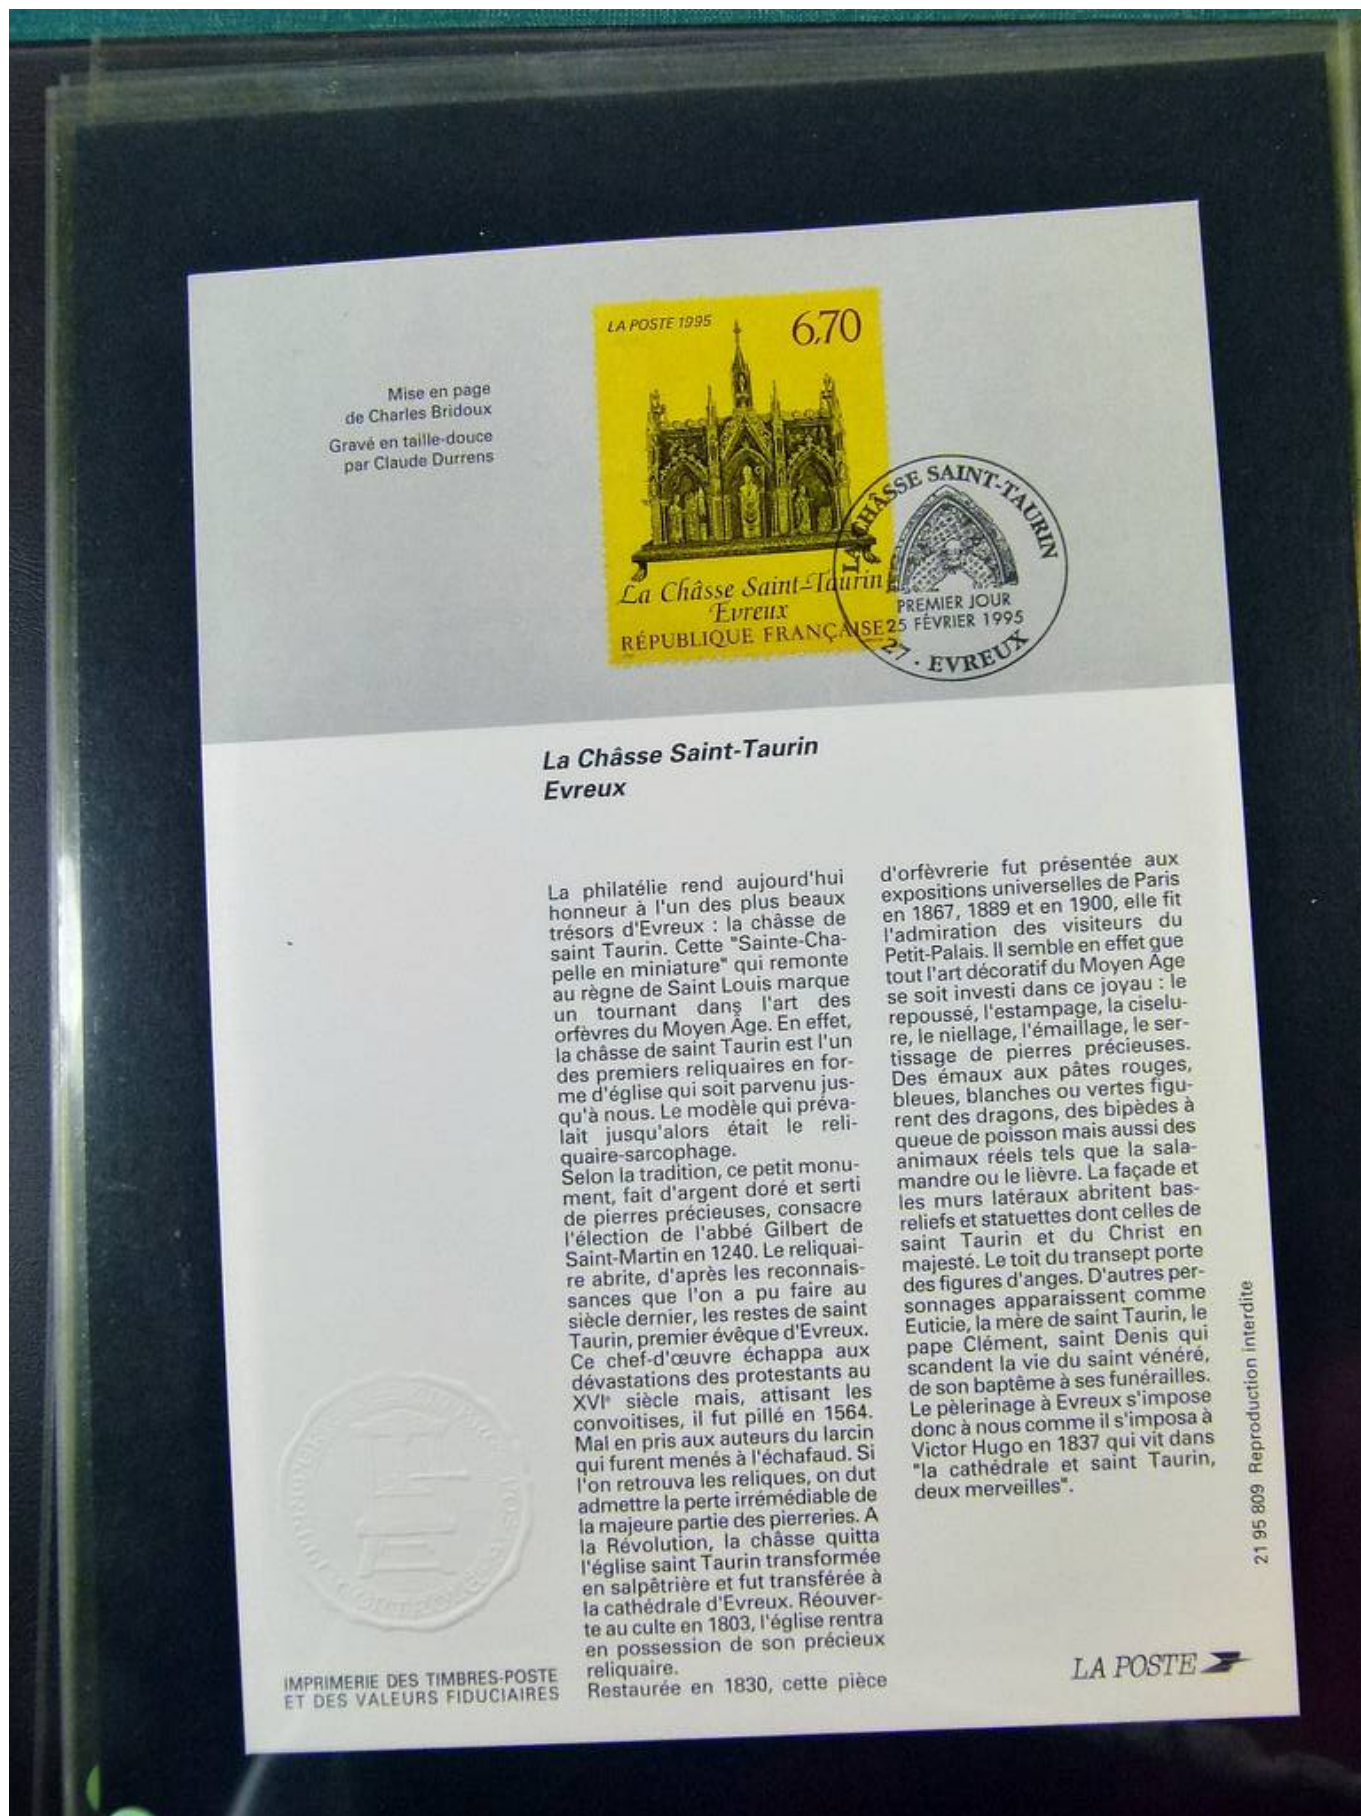 LA POSTE 1995
6,70
Mise en page
de Charles Bridoux
Gravé en taille-douce
par Claude Durrens
La Châsse Saint-Taurin
Evreux
RÉPUBLIQUE FRANÇAISE
LA CHÂSSE SAINT-TAURIN
PREMIER JOUR
25 FÉVRIER 1995
27 · EVREUX
La Châsse Saint-Taurin
Evreux
La philatélie rend aujourd'hui
honneur à l'un des plus beaux
trésors d'Evreux : la châsse de
saint Taurin. Cette "Sainte-Cha-
pelle en miniature" qui remonte
au règne de Saint Louis marque
un tournant dans l'art des
orfèvres du Moyen Âge. En effet,
la châsse de saint Taurin est l'un
des premiers reliquaires en for-
me d'église qui soit parvenu jus-
qu'à nous. Le modèle qui préva-
lait jusqu'alors était le reli-
quaire-sarcophage.
Selon la tradition, ce petit monu-
ment, fait d'argent doré et serti
de pierres précieuses, consacre
l'élection de l'abbé Gilbert de
Saint-Martin en 1240. Le reliquai-
re abrite, d'après les reconnais-
sances que l'on a pu faire au
siècle dernier, les restes de saint
Taurin, premier évêque d'Evreux.
Ce chef-d'œuvre échappa aux
dévastations des protestants au
XVIe siècle mais, attisant les
convoitises, il fut pillé en 1564.
Mal en pris aux auteurs du larcin
qui furent menés à l'échafaud. Si
l'on retrouva les reliques, on dut
admettre la perte irrémédiable de
la majeure partie des pierreries. A
la Révolution, la châsse quitta
l'église saint Taurin transformée
en salpêtrière et fut transférée à
la cathédrale d'Evreux. Réouver-
te au culte en 1803, l'église rentra
en possession de son précieux
reliquaire.
Restaurée en 1830, cette pièce
d'orfèvrerie fut présentée aux
expositions universelles de Paris
en 1867, 1889 et en 1900, elle fit
l'admiration des visiteurs du
Petit-Palais. Il semble en effet que
tout l'art décoratif du Moyen Âge
se soit investi dans ce joyau : le
repoussé, l'estampage, la ciselu-
re, le niellage, l'émaillage, le ser-
tissage de pierres précieuses.
Des émaux aux pâtes rouges,
bleues, blanches ou vertes figu-
rent des dragons, des bipèdes à
queue de poisson mais aussi des
animaux réels tels que la sala-
mandre ou le lièvre. La façade et
les murs latéraux abritent bas-
reliefs et statuettes dont celles de
saint Taurin et du Christ en
majesté. Le toit du transept porte
des figures d'anges. D'autres per-
sonnages apparaissent comme
Euticie, la mère de saint Taurin, le
pape Clément, saint Denis qui
scandent la vie du saint vénéré,
de son baptême à ses funérailles.
Le pèlerinage à Evreux s'impose
donc à nous comme il s'imposa à
Victor Hugo en 1837 qui vit dans
"la cathédrale et saint Taurin,
deux merveilles".
21 95 809 Reproduction interdite
IMPRIMERIE DES TIMBRES-POSTE
ET DES VALEURS FIDUCIAIRES
LA POSTE